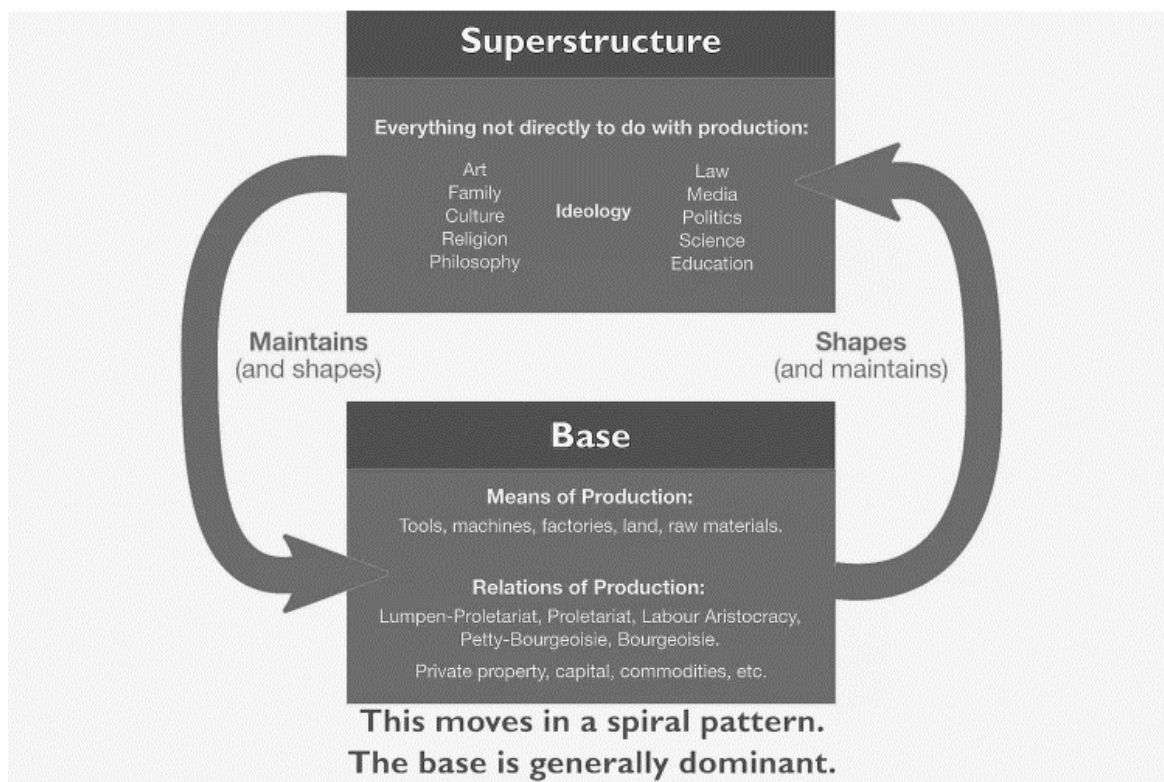 Superstructure
Everything not directly to do with production:
Art
Family
Culture
Religion
Philosophy
Ideology
Law
Media
Politics
Science
Education
Maintains
(and shapes)
Shapes
(and maintains)
Base
Means of Production:
Tools, machines, factories, land, raw materials.
Relations of Production:
Lumpen-Proletariat, Proletariat, Labour Aristocracy,
Petty-Bourgeoisie, Bourgeoisie.
Private property, capital, commodities, etc.
This moves in a spiral pattern.
The base is generally dominant.